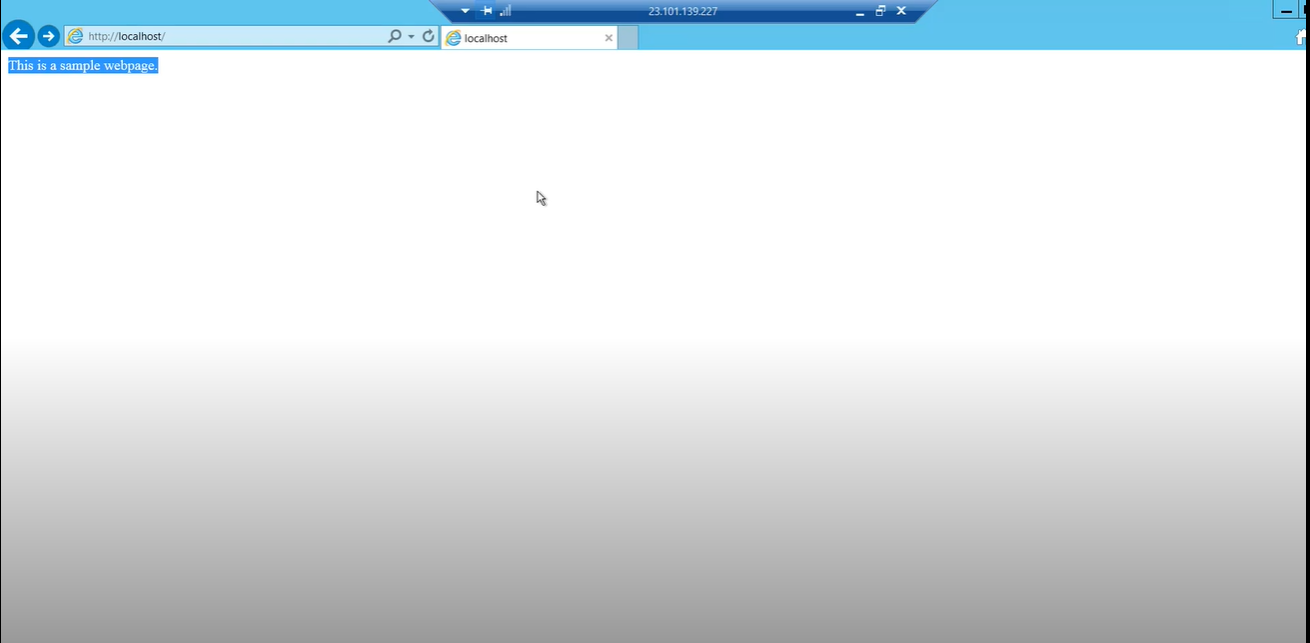 23.101.139.227
http://localhost/
localhost
This is a sample webpage.